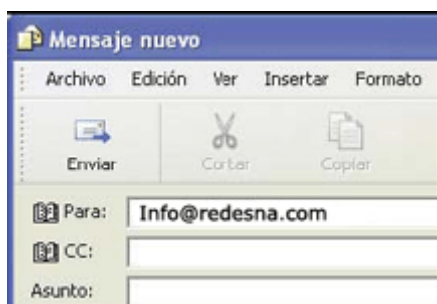 Mensaje nuevo
Archivo Edición Ver Insertar Formato
Enviar Cortar Copiar
Para: Info@redesna.com
CC:
Asunto: